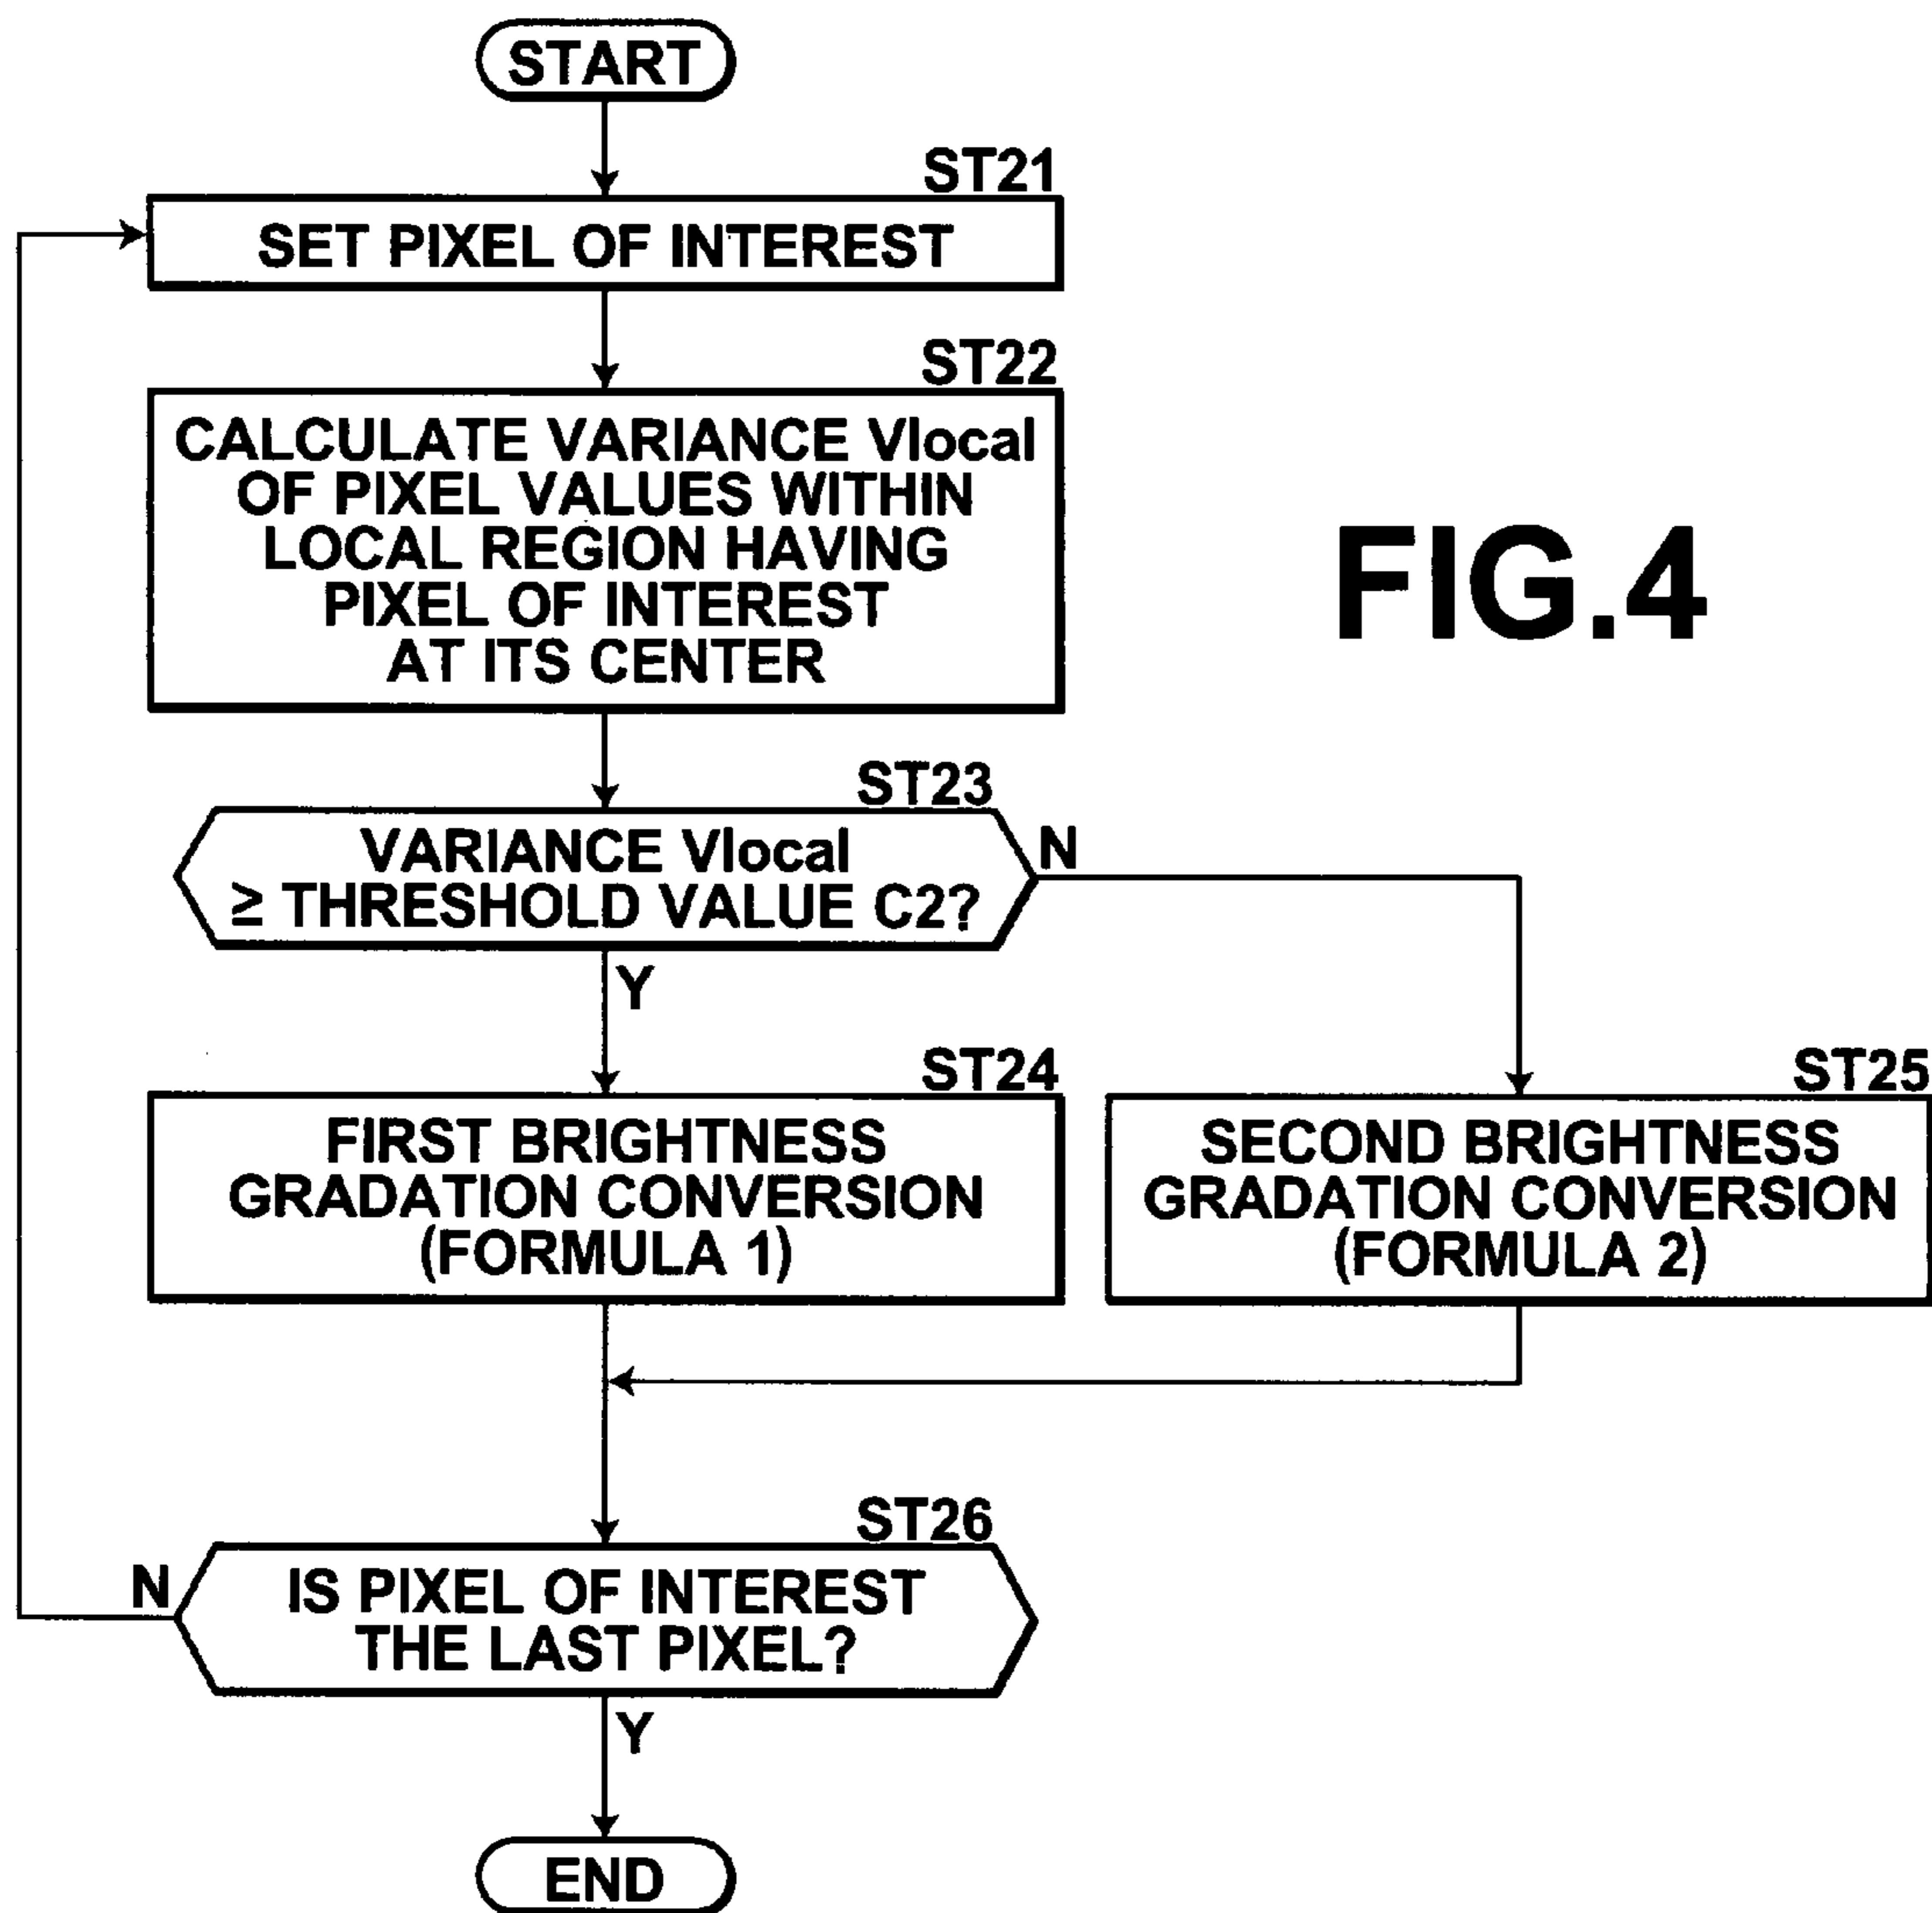 START
ST21
SET PIXEL OF INTEREST
ST22
CALCULATE VARIANCE Vlocal
OF PIXEL VALUES WITHIN
LOCAL REGION HAVING
PIXEL OF INTEREST
AT ITS CENTER
FIG.4
ST23
VARIANCE Vlocal
≥ THRESHOLD VALUE C2?
N
Y
ST24
FIRST BRIGHTNESS
GRADATION CONVERSION
(FORMULA 1)
ST25
SECOND BRIGHTNESS
GRADATION CONVERSION
(FORMULA 2)
ST26
N
IS PIXEL OF INTEREST
THE LAST PIXEL?
Y
END